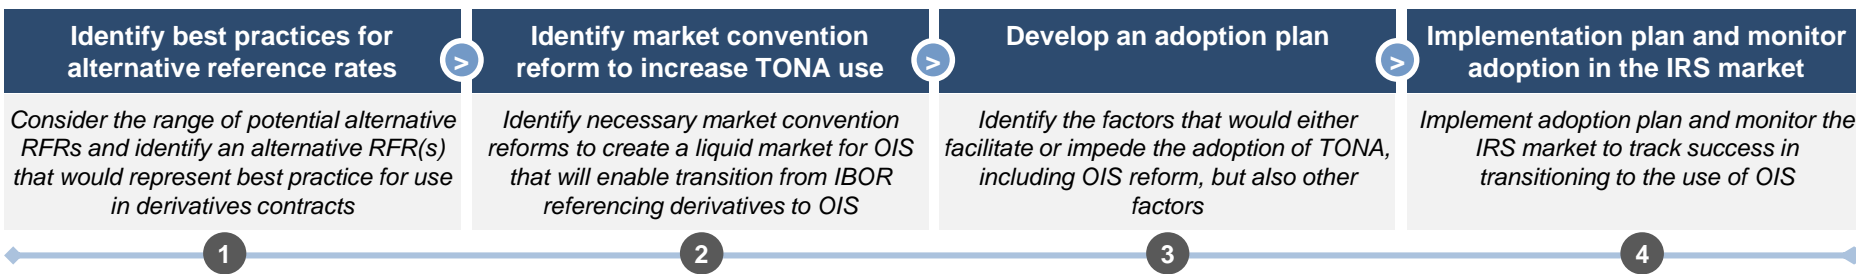 Identify best practices for
alternative reference rates
>
Identify market convention
reform to increase TONA use
>
Develop an adoption plan
>
Implementation plan and monitor
adoption in the IRS market
Consider the range of potential alternative
RFRs and identify an alternative RFR(s)
that would represent best practice for use
in derivatives contracts
Identify necessary market convention
reforms to create a liquid market for OIS
that will enable transition from IBOR
referencing derivatives to OIS
Identify the factors that would either
facilitate or impede the adoption of TONA,
including OIS reform, but also other
factors
Implement adoption plan and monitor the
IRS market to track success in
transitioning to the use of OIS
1
2
3
4